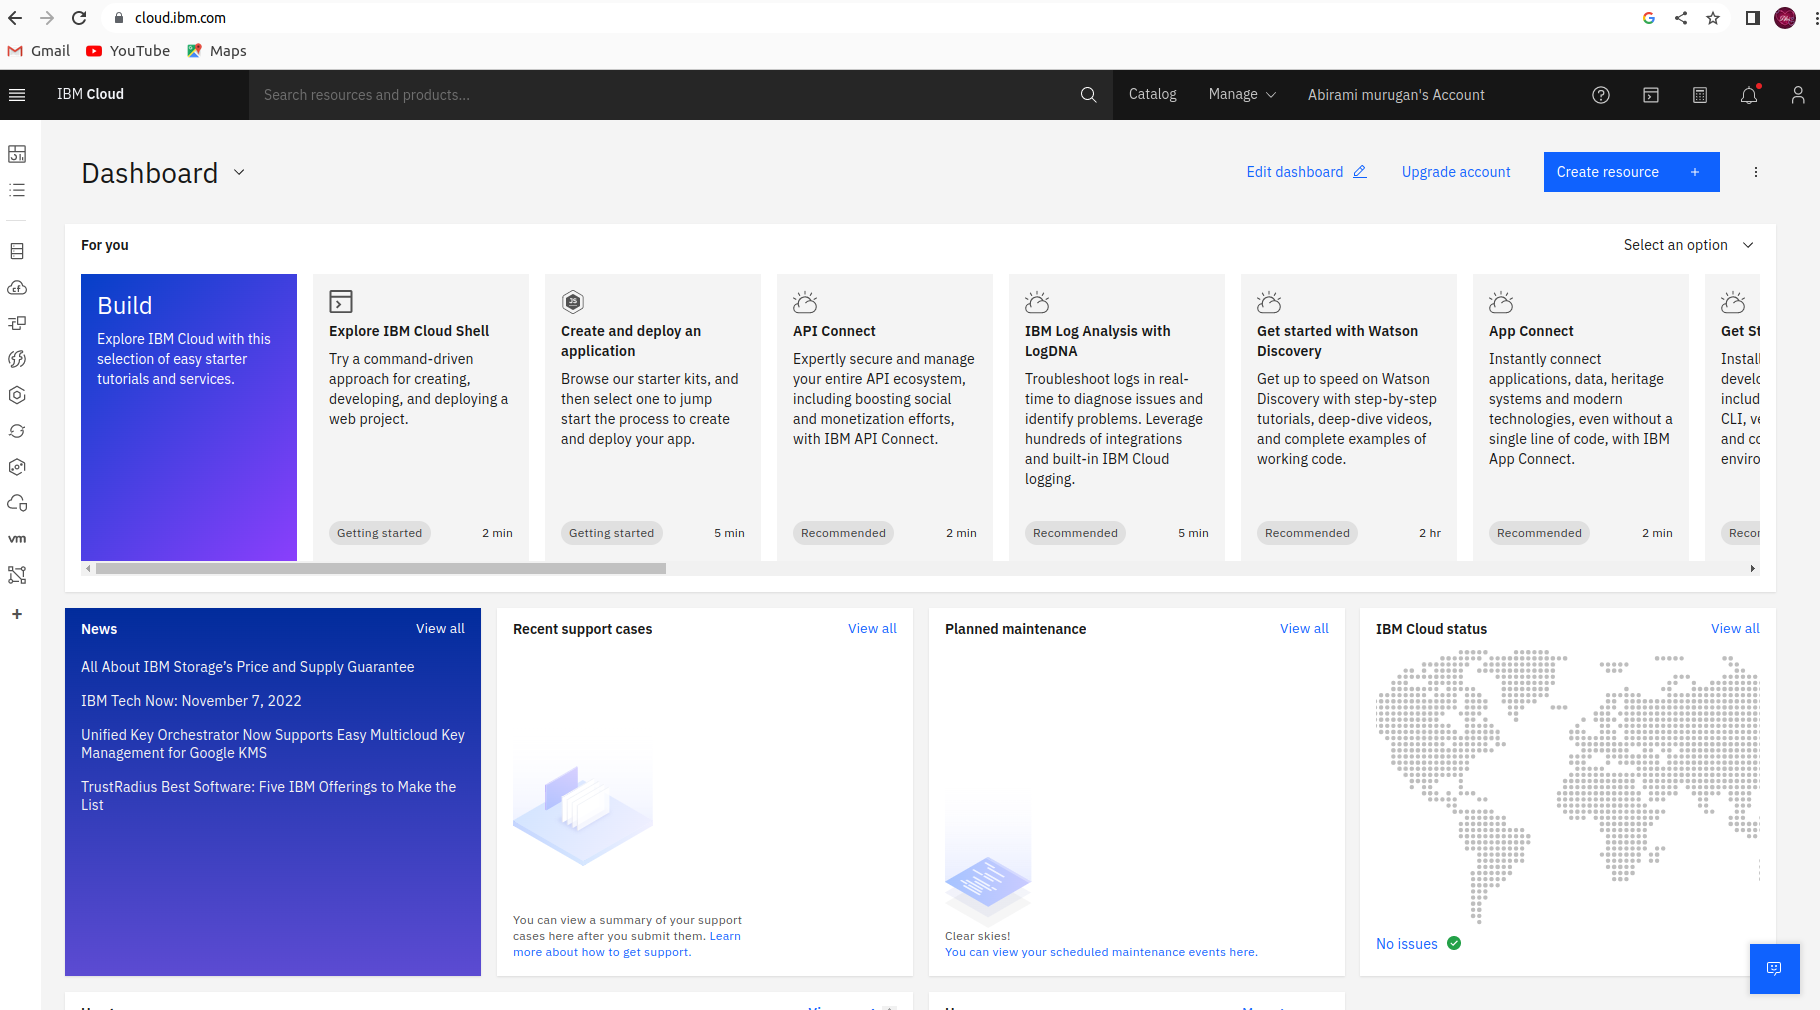 cloud.ibm.com
Gmail YouTube Maps
IBM Cloud Search resources and products... Catalog Manage Abirami murugan's Account
Dashboard Edit dashboard Upgrade account Create resource +
For you Select an option
Build
Explore IBM Cloud with this
selection of easy starter
tutorials and services.
Explore IBM Cloud Shell
Try a command-driven
approach for creating,
developing, and deploying a
web project.
Getting started 2 min
Create and deploy an
application
Browse our starter kits, and
then select one to jump
start the process to create
and deploy your app.
Getting started 5 min
API Connect
Expertly secure and manage
your entire API ecosystem,
including boosting social
and monetization efforts,
with IBM API Connect.
Recommended 2 min
IBM Log Analysis with
LogDNA
Troubleshoot logs in real-
time to diagnose issues and
identify problems. Leverage
hundreds of integrations
and built-in IBM Cloud
logging.
Recommended 5 min
Get started with Watson
Discovery
Get up to speed on Watson
Discovery with step-by-step
tutorials, deep-dive videos,
and complete examples of
working code.
Recommended 2 hr
App Connect
Instantly connect
applications, data, heritage
systems and modern
technologies, even without a
single line of code, with IBM
App Connect.
Recommended 2 min
Get St
Instal
develo
includ
CLI, ve
and co
enviro
Recor
vm
News View all
All About IBM Storage’s Price and Supply Guarantee
IBM Tech Now: November 7, 2022
Unified Key Orchestrator Now Supports Easy Multicloud Key
Management for Google KMS
TrustRadius Best Software: Five IBM Offerings to Make the
List
Recent support cases View all
You can view a summary of your support
cases here after you submit them. Learn
more about how to get support.
Planned maintenance View all
Clear skies!
You can view your scheduled maintenance events here.
IBM Cloud status View all
No issues